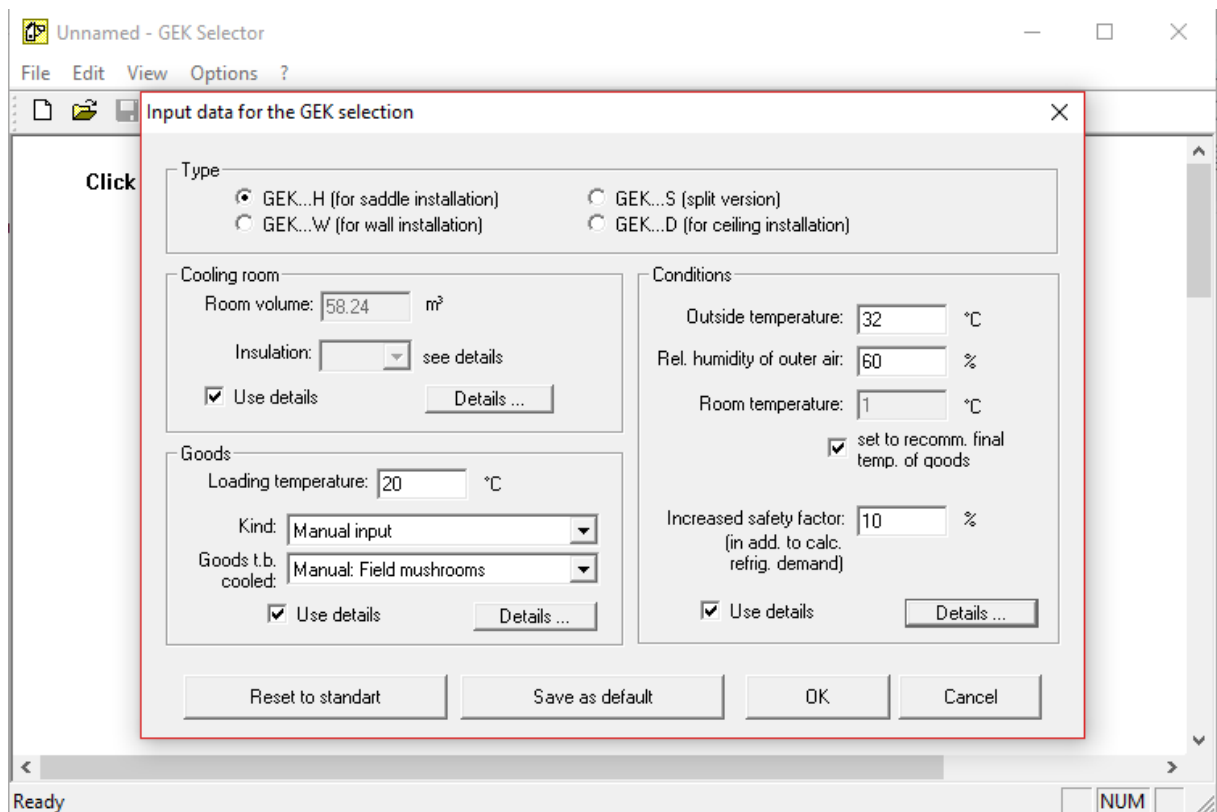 Unnamed - GEK Selector
File Edit View Options ?
Input data for the GEK selection
Click
Type
GEK...H (for saddle installation)
GEK...S (split version)
GEK...W (for wall installation)
GEK...D (for ceiling installation)
Cooling room
Room volume: 58.24 m³
Insulation: see details
Use details Details ...
Goods
Loading temperature: 20 °C
Kind: Manual input
Goods t.b.
cooled: Manual: Field mushrooms
Use details Details ...
Conditions
Outside temperature: 32 °C
Rel. humidity of outer air: 60 %
Room temperature: 1 °C
set to recomm. final
temp. of goods
Increased safety factor: 10 %
(in add. to calc.
refrig. demand)
Use details Details ...
Reset to standart Save as default OK Cancel
Ready NUM